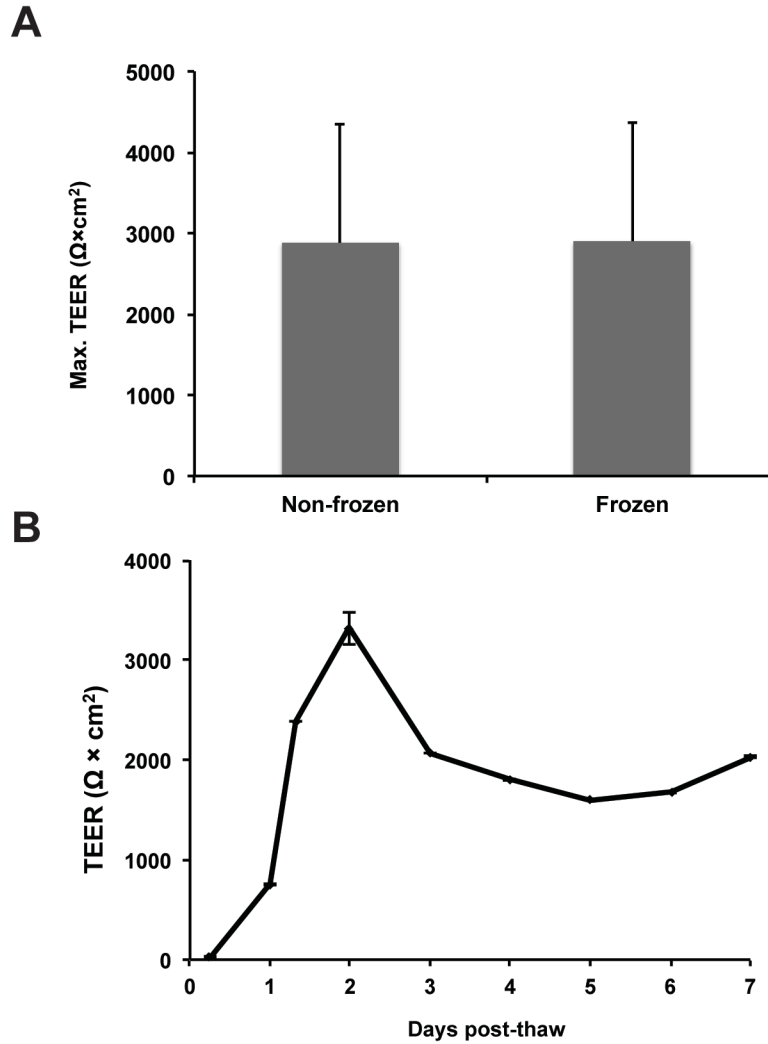 A
5000
4000
3000
2000
1000
0
Max. TEER (Ω×cm²)
Non-frozen Frozen
B
4000
3000
2000
1000
0
TEER (Ω × cm²)
0 1 2 3 4 5 6 7
Days post-thaw